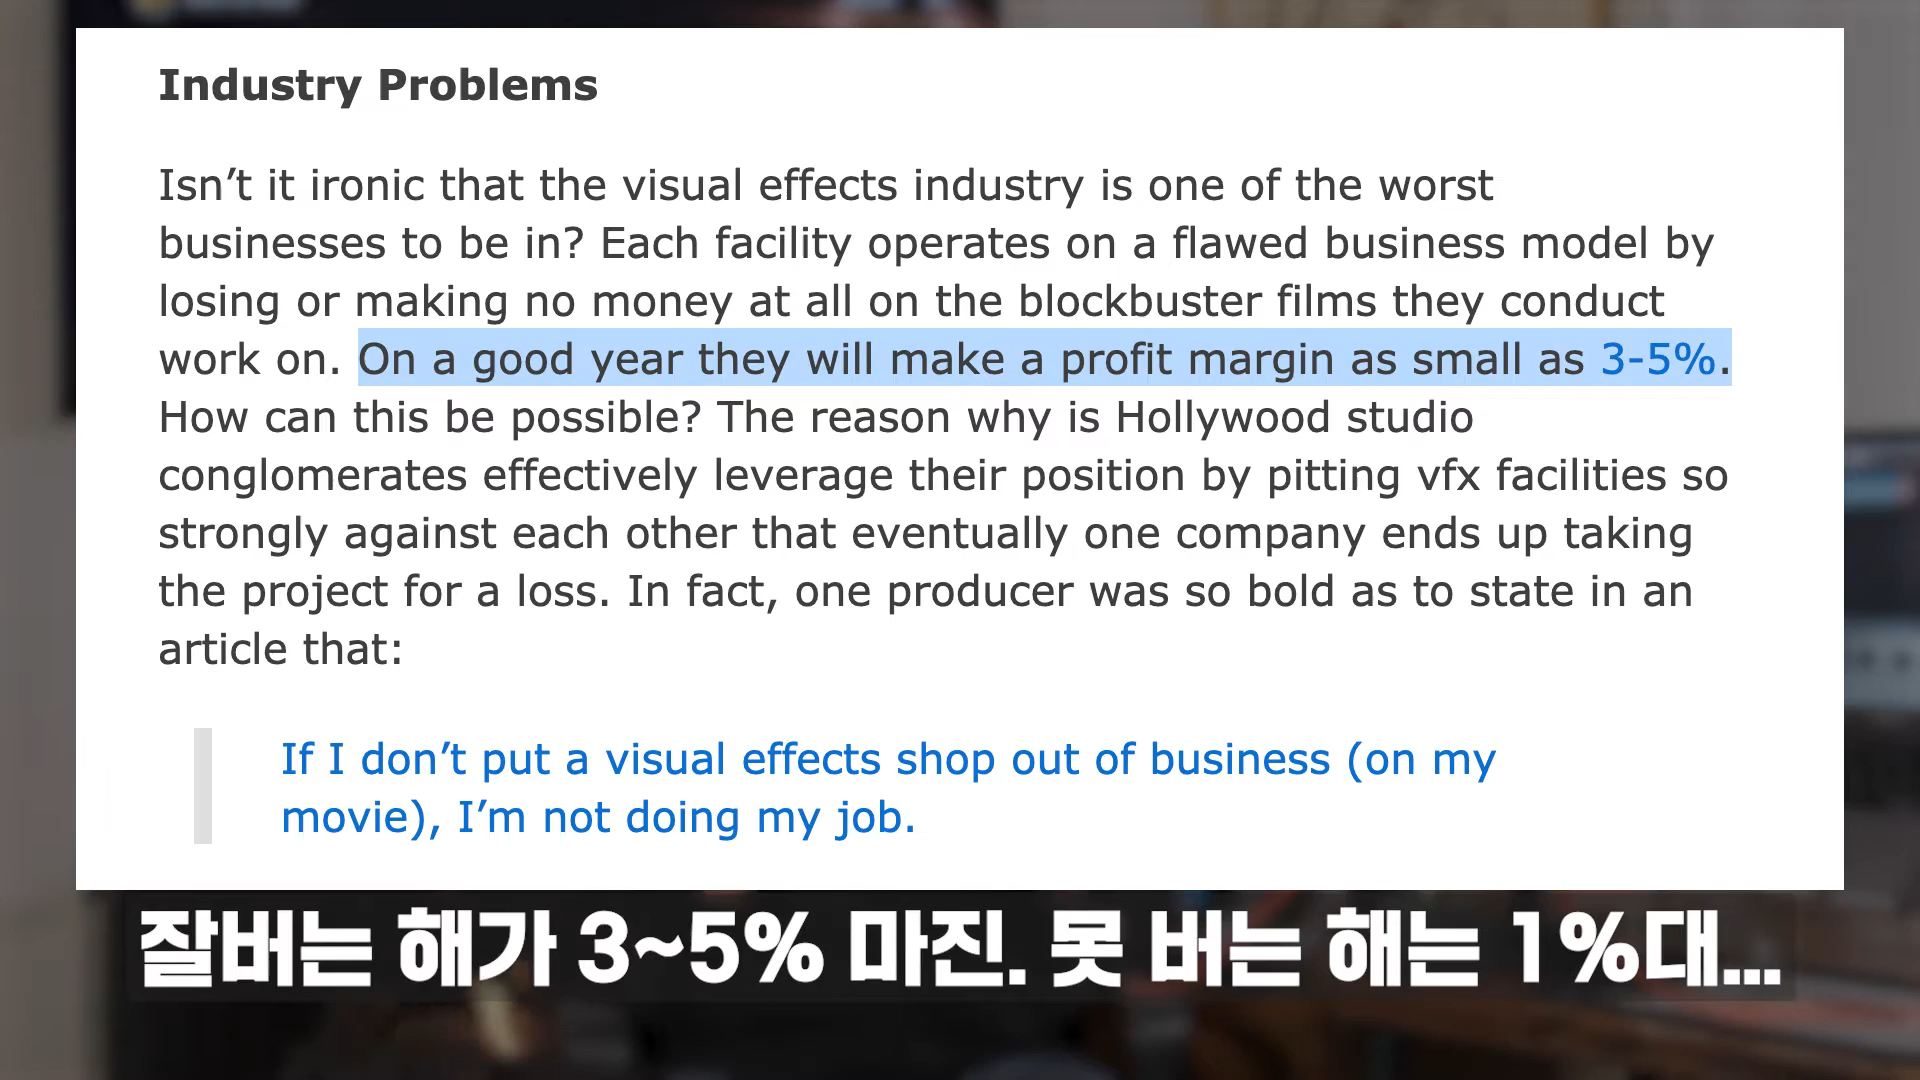 Industry Problems
Isn’t it ironic that the visual effects industry is one of the worst
businesses to be in? Each facility operates on a flawed business model by
losing or making no money at all on the blockbuster films they conduct
work on. On a good year they will make a profit margin as small as 3-5%.
How can this be possible? The reason why is Hollywood studio
conglomerates effectively leverage their position by pitting vfx facilities so
strongly against each other that eventually one company ends up taking
the project for a loss. In fact, one producer was so bold as to state in an
article that:
If I don’t put a visual effects shop out of business (on my
movie), I’m not doing my job.
잘버는 해가 3~5% 마진. 못 버는 해는 1%대...